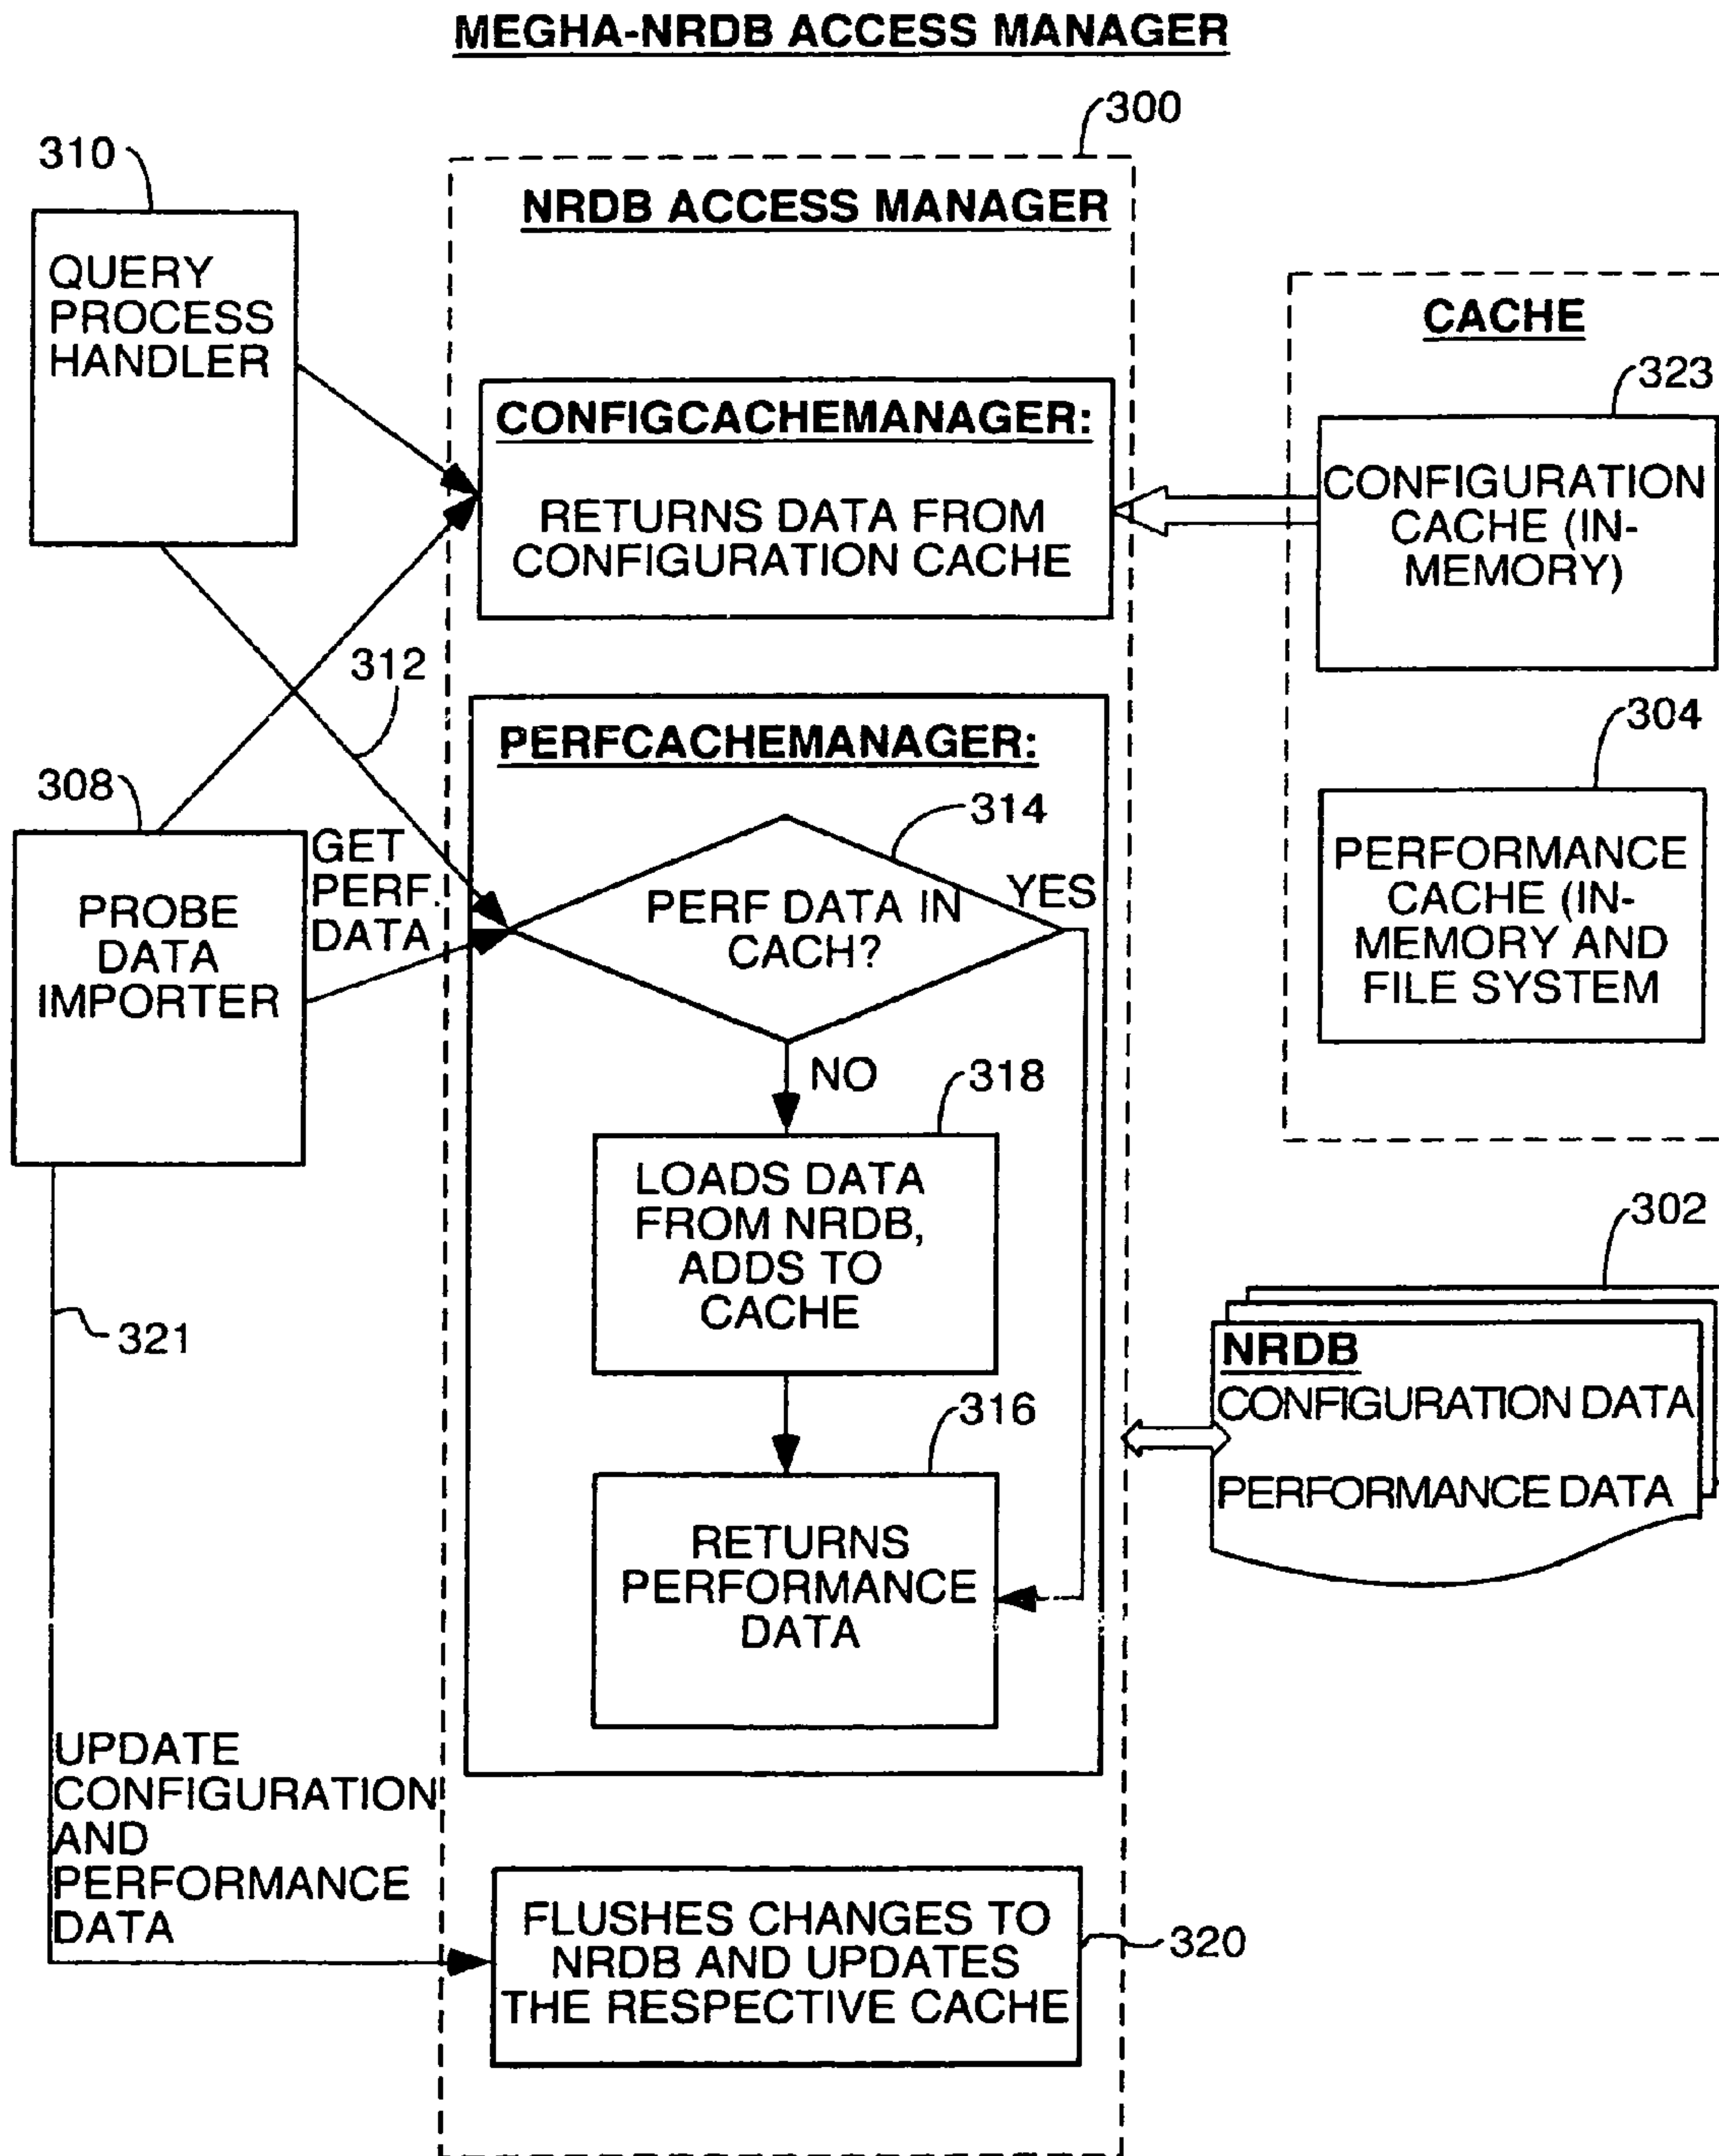 MEGHA-NRDB ACCESS MANAGER
300
310
NRDB ACCESS MANAGER
QUERY
PROCESS
HANDLER
CACHE
323
CONFIGCACHEMANAGER:
RETURNS DATA FROM
CONFIGURATION CACHE
CONFIGURATION
CACHE (IN-
MEMORY)
312
304
PERFCACHEMANAGER:
308
314
GET
PERF.
DATA
PROBE
DATA
IMPORTER
PERF DATA IN
CACH?
YES
PERFORMANCE
CACHE (IN-
MEMORY AND
FILE SYSTEM
NO
318
LOADS DATA
FROM NRDB,
ADDS TO
CACHE
302
321
NRDB
CONFIGURATION DATA
PERFORMANCE DATA
316
RETURNS
PERFORMANCE
DATA
UPDATE
CONFIGURATION
AND
PERFORMANCE
DATA
FLUSHES CHANGES TO
NRDB AND UPDATES
THE RESPECTIVE CACHE
320